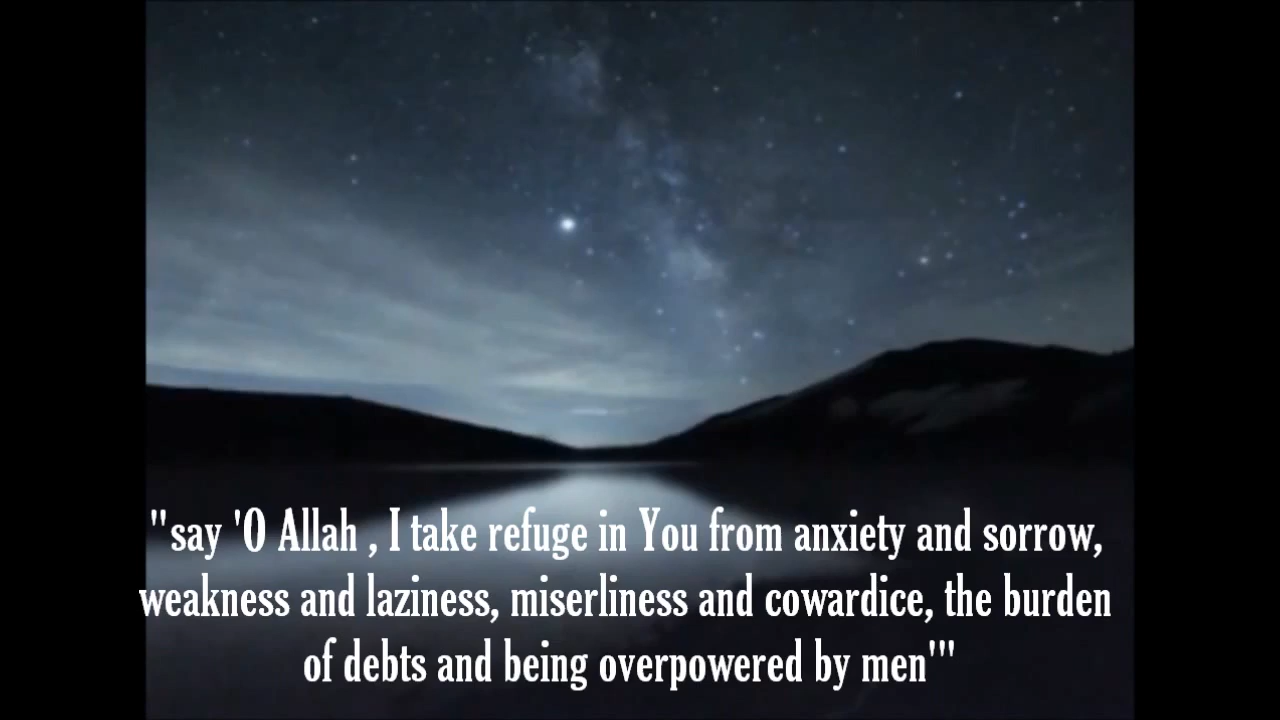 "say 'O Allah , I take refuge in You from anxiety and sorrow,
weakness and laziness, miserliness and cowardice, the burden
of debts and being overpowered by men'"